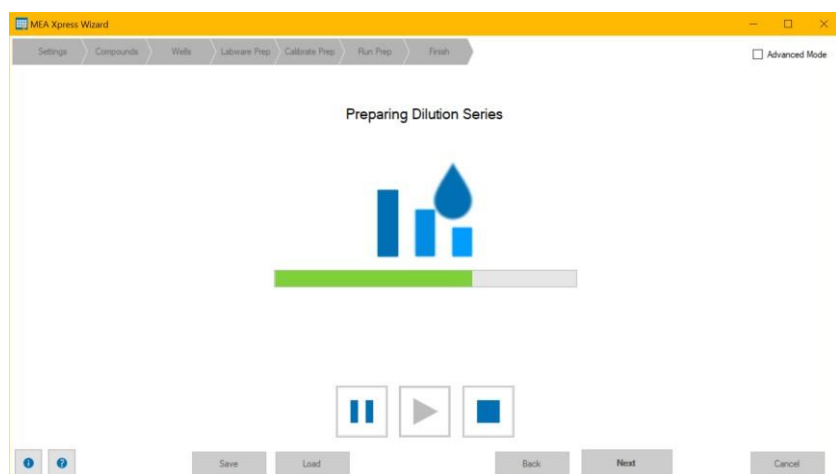 MEA Xpress Wizard
Settings Compounds Wells Labware Prep Calibrate Prep Run Prep Finish
Advanced Mode
Preparing Dilution Series
Save Load Back Next Cancel